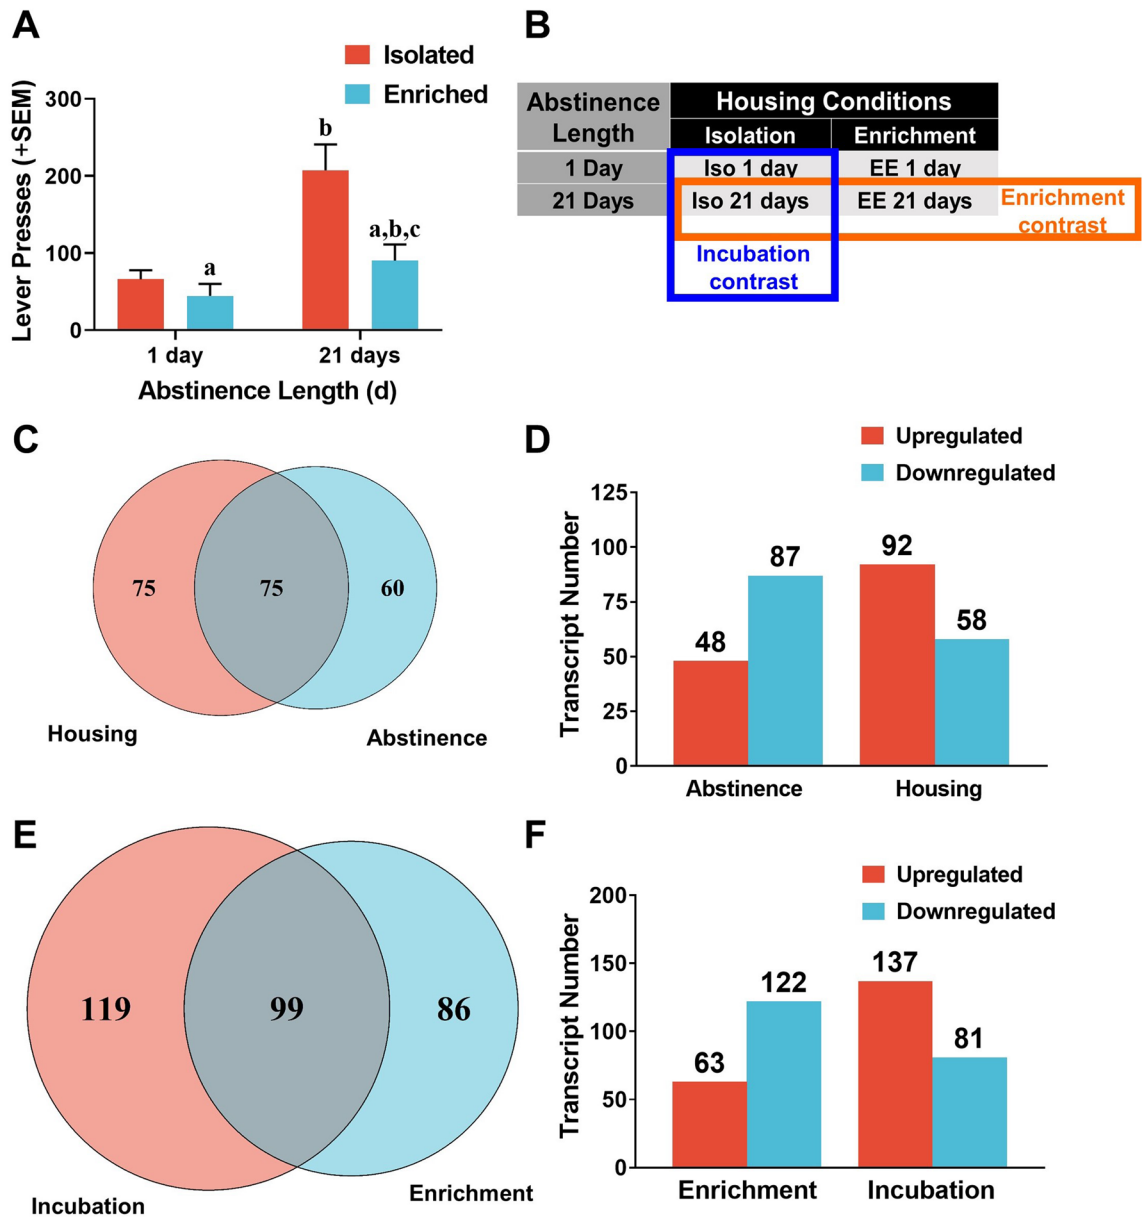 A
Isolated
Enriched
Lever Presses (+SEM)
300
200
100
0
a
b
a,b,c
1 day
21 days
Abstinence Length (d)
B
Abstinence Length
Housing Conditions
Isolation
Enrichment
1 Day
Iso 1 day
EE 1 day
21 Days
Iso 21 days
EE 21 days
Enrichment
contrast
Incubation
contrast
C
75
75
60
Housing
Abstinence
D
Upregulated
Downregulated
Transcript Number
125
100
75
50
25
0
48
87
92
58
Abstinence
Housing
E
119
99
86
Incubation
Enrichment
F
Upregulated
Downregulated
Transcript Number
200
150
100
50
0
63
122
137
81
Enrichment
Incubation